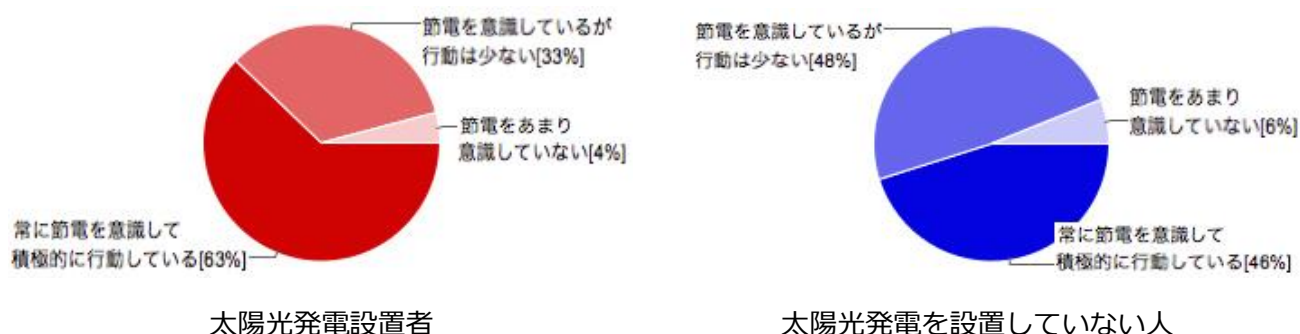 節電を意識しているが
行動は少ない[33%]
節電をあまり
意識していない[4%]
常に節電を意識して
積極的に行動している[63%]
太陽光発電設置者
節電を意識しているが
行動は少ない[48%]
節電をあまり
意識していない[6%]
常に節電を意識して
積極的に行動している[46%]
太陽光発電を設置していない人